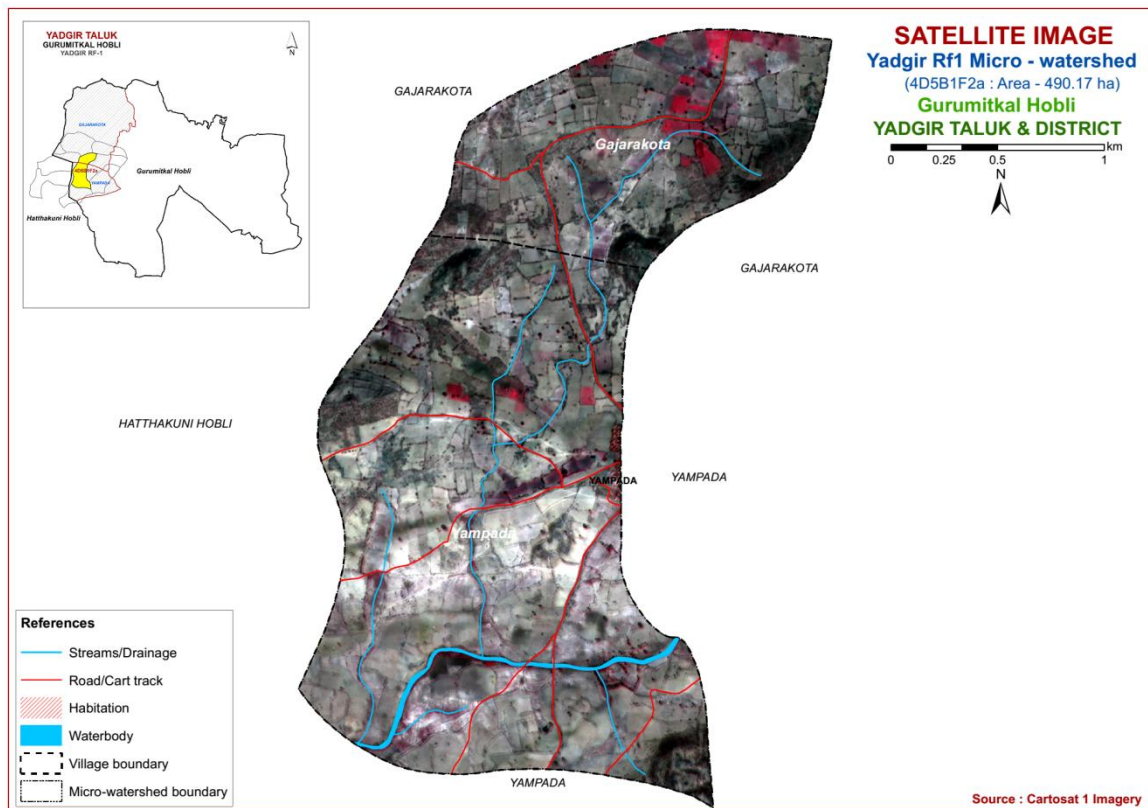 YADGIR TALUK
GURUMITKAL HOBLI
YADGIR RF-1
N
GAJARAKOTA
4D5B1F2a
YAMPADA
Gurumitkal Hobli
Hatthakuni Hobli
SATELLITE IMAGE
Yadgir Rf1 Micro - watershed
(4D5B1F2a : Area - 490.17 ha)
Gurumitkal Hobli
YADGIR TALUK & DISTRICT
km
0 0.25 0.5 1
N
GAJARAKOTA
Gajarakota
GAJARAKOTA
HATTHAKUNI HOBLI
YAMPADA
YAMPADA
Yampada
YAMPADA
References
Streams/Drainage
Road/Cart track
Habitation
Waterbody
Village boundary
Micro-watershed boundary
Source : Cartosat 1 Imagery